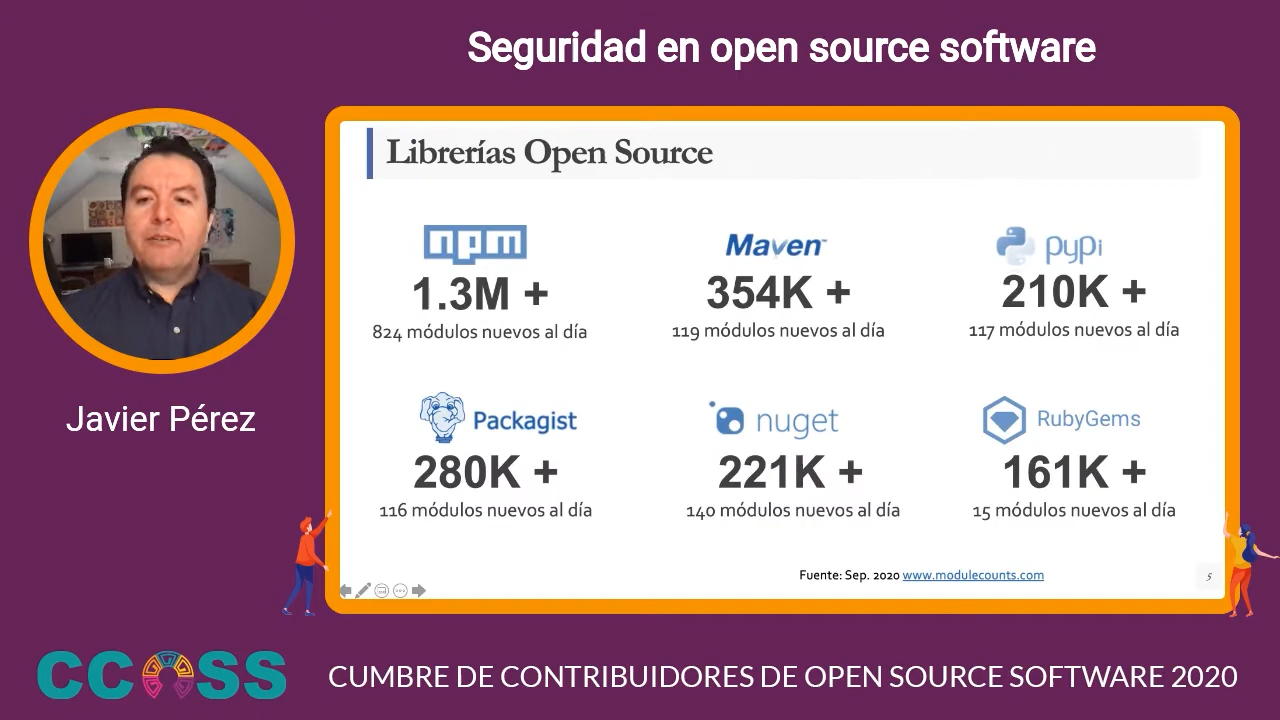 Seguridad en open source software
Javier Pérez
Librerías Open Source
npm
1.3M +
824 módulos nuevos al día
Maven™
354K +
119 módulos nuevos al día
pypi
210K +
117 módulos nuevos al día
Packagist
280K +
116 módulos nuevos al día
nuget
221K +
140 módulos nuevos al día
RubyGems
161K +
15 módulos nuevos al día
Fuente: Sep. 2020 www.modulecounts.com
5
CCOSS
CUMBRE DE CONTRIBUIDORES DE OPEN SOURCE SOFTWARE 2020